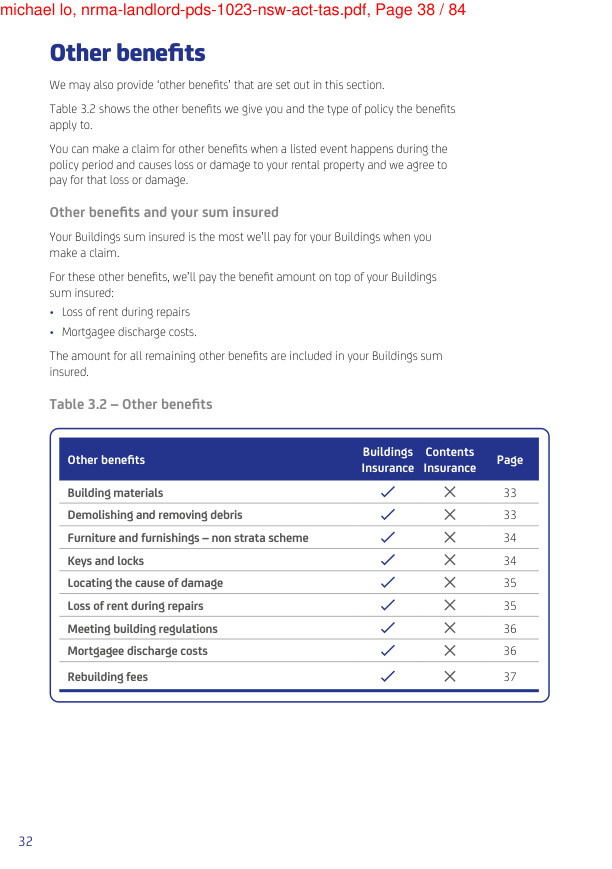 michael lo, nrma-landlord-pds-1023-nsw-act-tas.pdf, Page 38 / 84
Other benefits
We may also provide ‘other benefits’ that are set out in this section.
Table 3.2 shows the other benefits we give you and the type of policy the benefits
apply to.
You can make a claim for other benefits when a listed event happens during the
policy period and causes loss or damage to your rental property and we agree to
pay for that loss or damage.
Other benefits and your sum insured
Your Buildings sum insured is the most we’ll pay for your Buildings when you
make a claim.
For these other benefits, we’ll pay the benefit amount on top of your Buildings
sum insured:
• Loss of rent during repairs
• Mortgagee discharge costs.
The amount for all remaining other benefits are included in your Buildings sum
insured.
Table 3.2 – Other benefits
Other benefits Buildings Insurance Contents Insurance Page
Building materials ✓ ✕ 33
Demolishing and removing debris ✓ ✕ 33
Furniture and furnishings – non strata scheme ✓ ✕ 34
Keys and locks ✓ ✕ 34
Locating the cause of damage ✓ ✕ 35
Loss of rent during repairs ✓ ✕ 35
Meeting building regulations ✓ ✕ 36
Mortgagee discharge costs ✓ ✕ 36
Rebuilding fees ✓ ✕ 37
32